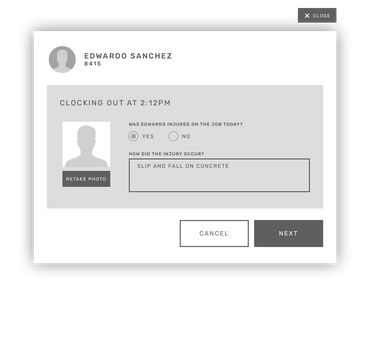 ✕ CLOSE
EDWARDO SANCHEZ
8415
CLOCKING OUT AT 2:12PM
WAS EDWARDO INJURED ON THE JOB TODAY?
YES NO
HOW DID THE INJURY OCCUR?
SLIP AND FALL ON CONCRETE
RETAKE PHOTO
CANCEL NEXT